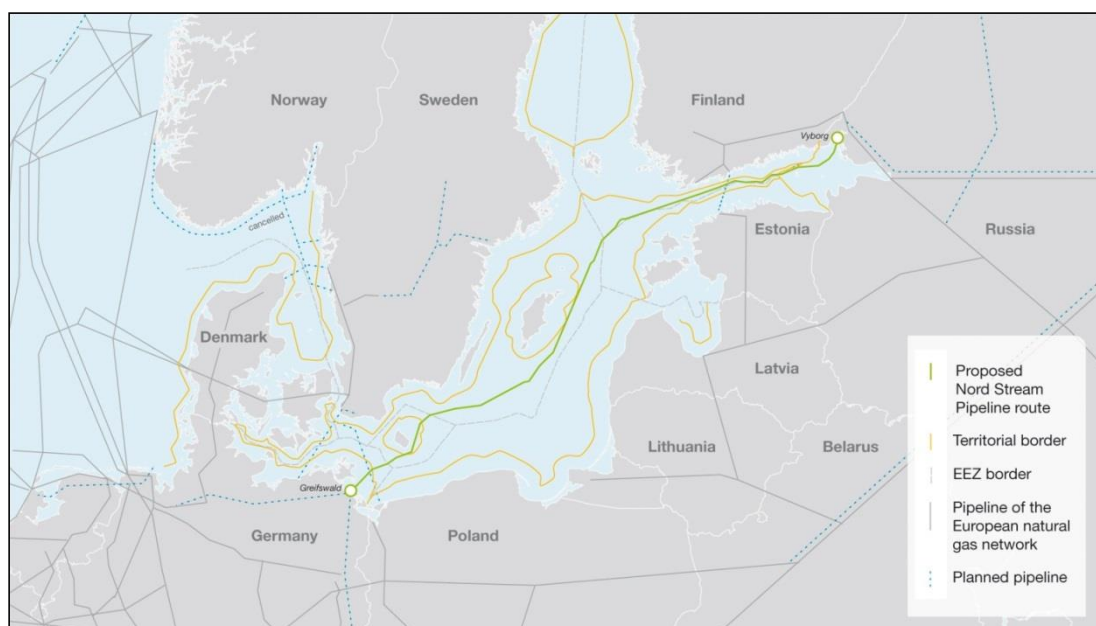 Norway
Sweden
Finland
Vyborg
cancelled
Estonia
Russia
Denmark
Latvia
Lithuania
Belarus
Greifswald
Germany
Poland
Proposed
Nord Stream
Pipeline route
Territorial border
EEZ border
Pipeline of the
European natural
gas network
Planned pipeline